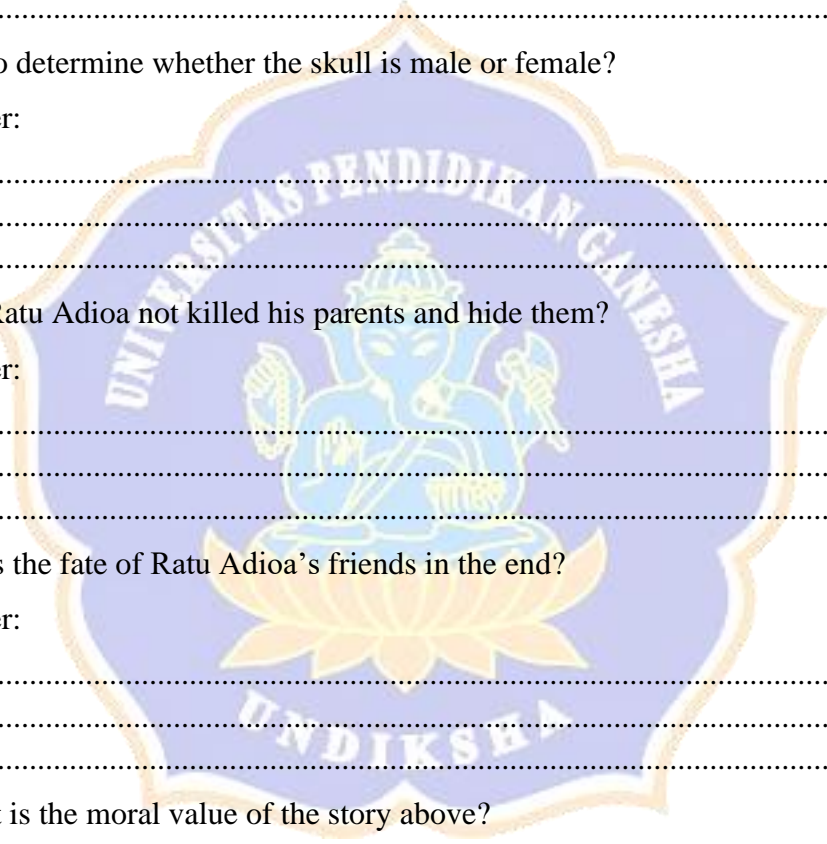 ..........................................................................................
o determine whether the skull is male or female?
er:
..........................................................................................
..........................................................................................
..........................................................................................
Ratu Adioa not killed his parents and hide them?
er:
..........................................................................................
..........................................................................................
..........................................................................................
s the fate of Ratu Adioa’s friends in the end?
er:
..........................................................................................
..........................................................................................
..........................................................................................
t is the moral value of the story above?
UNIVERSITAS PENDIDIKAN GANESHA
UNDIKSHA